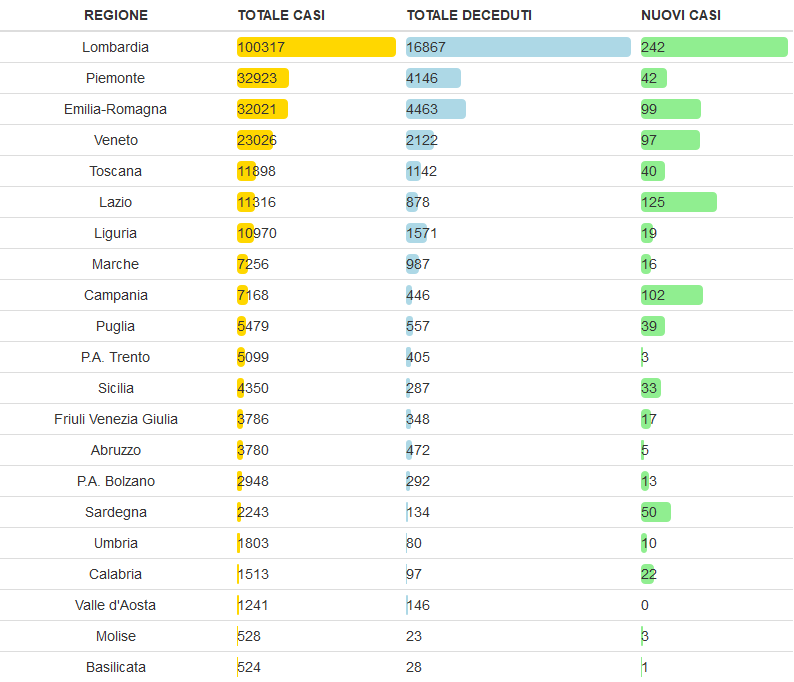 REGIONE TOTALE CASI TOTALE DECEDUTI NUOVI CASI
Lombardia 100317 16867 242
Piemonte 32923 4146 42
Emilia-Romagna 32021 4463 99
Veneto 23026 2122 97
Toscana 11898 1142 40
Lazio 11316 878 125
Liguria 10970 1571 19
Marche 7256 987 16
Campania 7168 446 102
Puglia 5479 557 39
P.A. Trento 5099 405 3
Sicilia 4350 287 33
Friuli Venezia Giulia 3786 348 17
Abruzzo 3780 472 5
P.A. Bolzano 2948 292 13
Sardegna 2243 134 50
Umbria 1803 80 10
Calabria 1513 97 22
Valle d'Aosta 1241 146 0
Molise 528 23 3
Basilicata 524 28 1